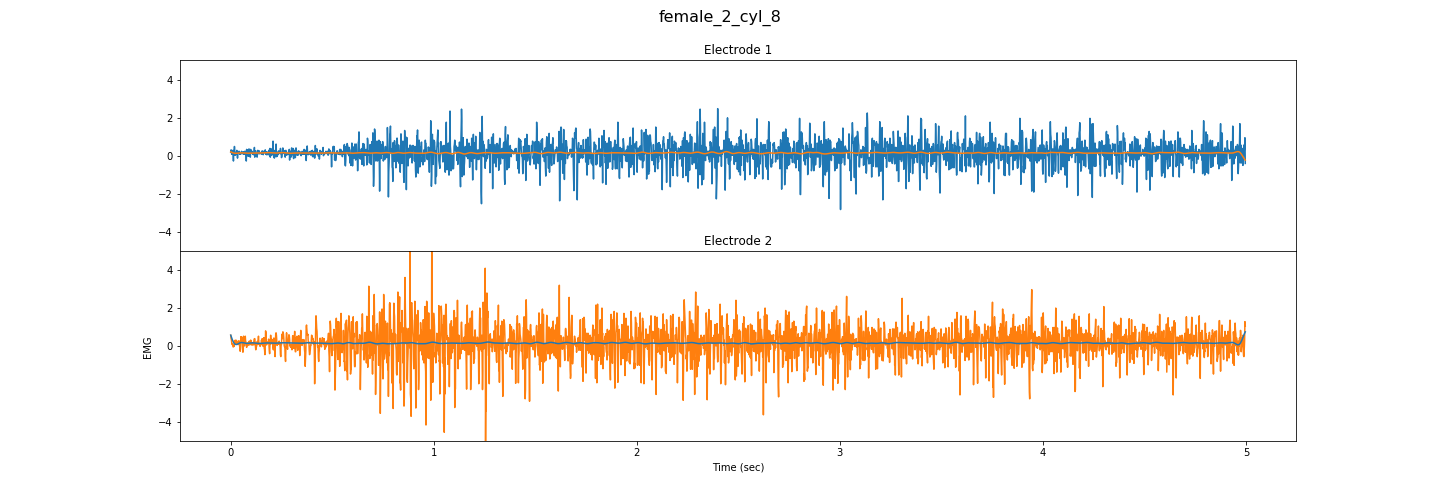 female_2_cyl_8
Electrode 1
4
2
0
−2
−4
Electrode 2
4
2
0
−2
−4
EMG
0 1 2 3 4 5
Time (sec)